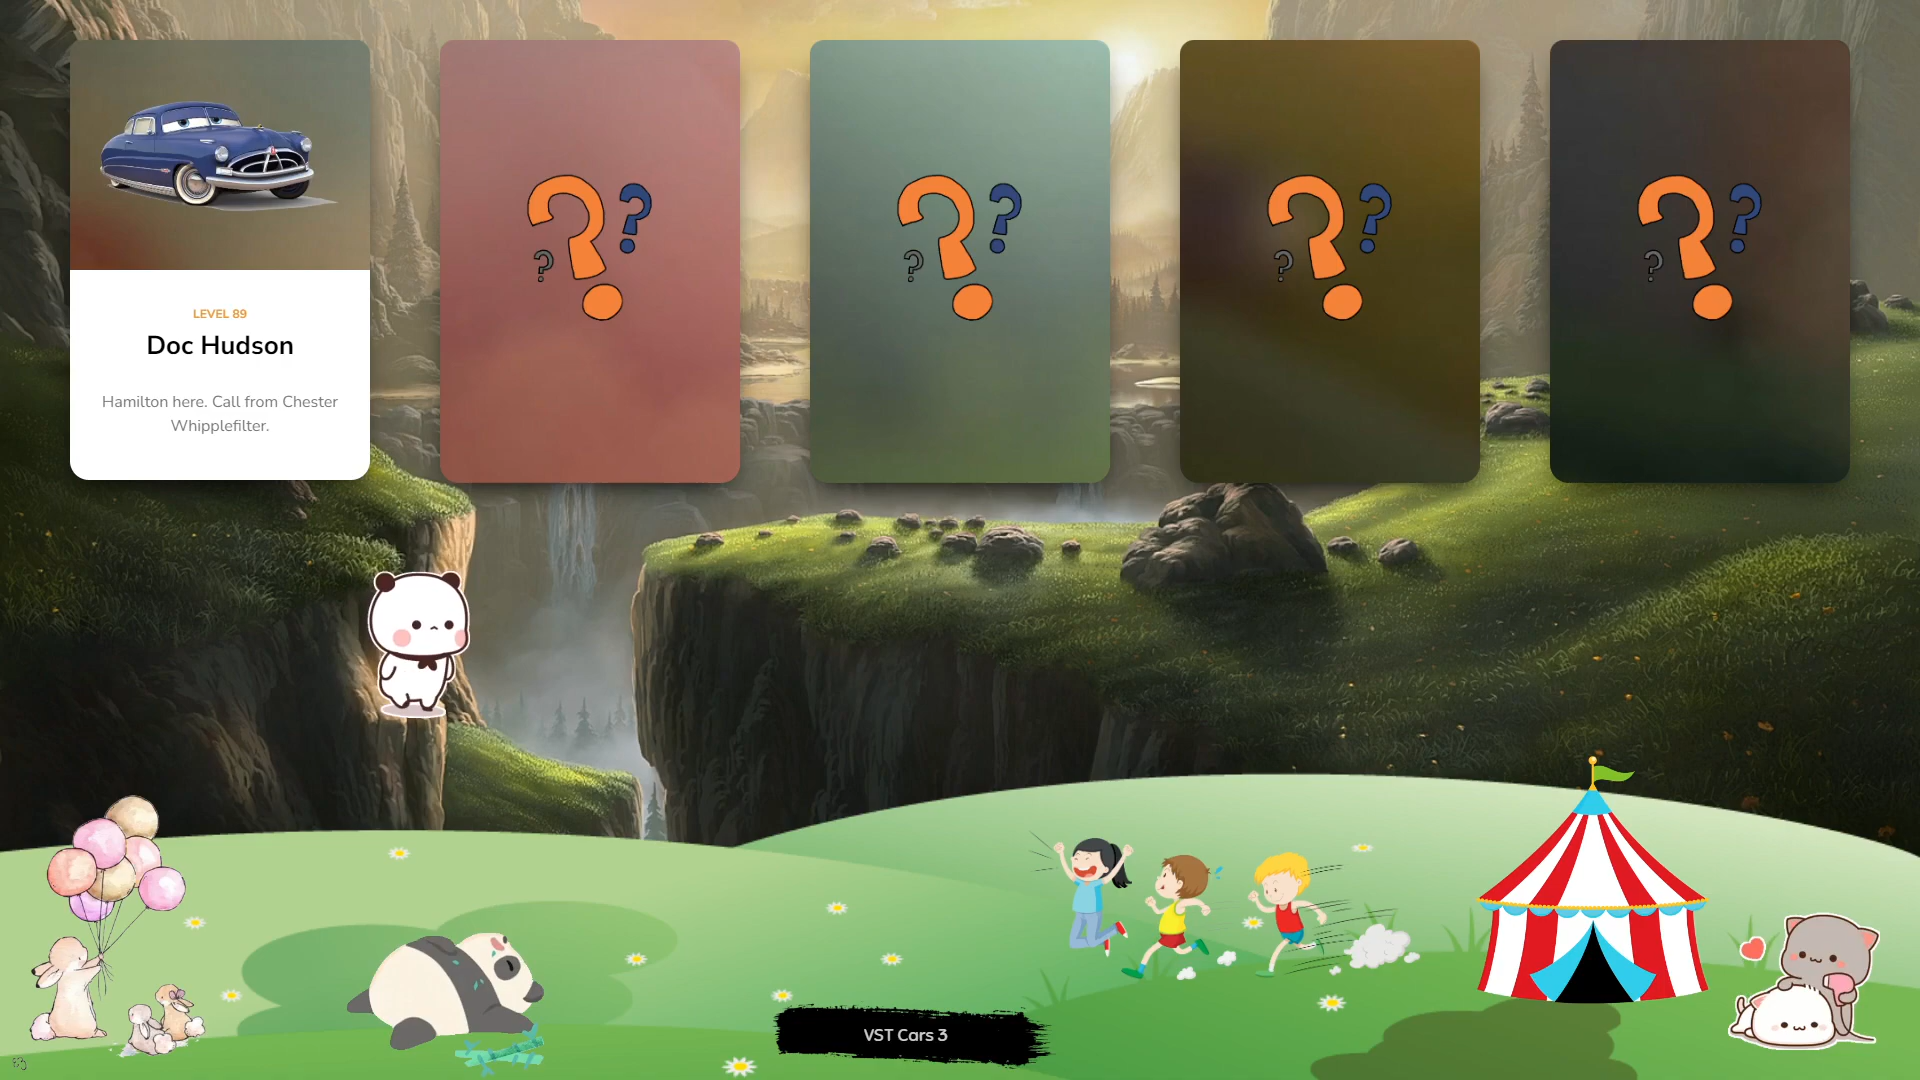 LEVEL 89
Doc Hudson
Hamilton here. Call from Chester
Whipplefilter.
? ? ?
? ? ?
? ? ?
? ? ?
VST Cars 3